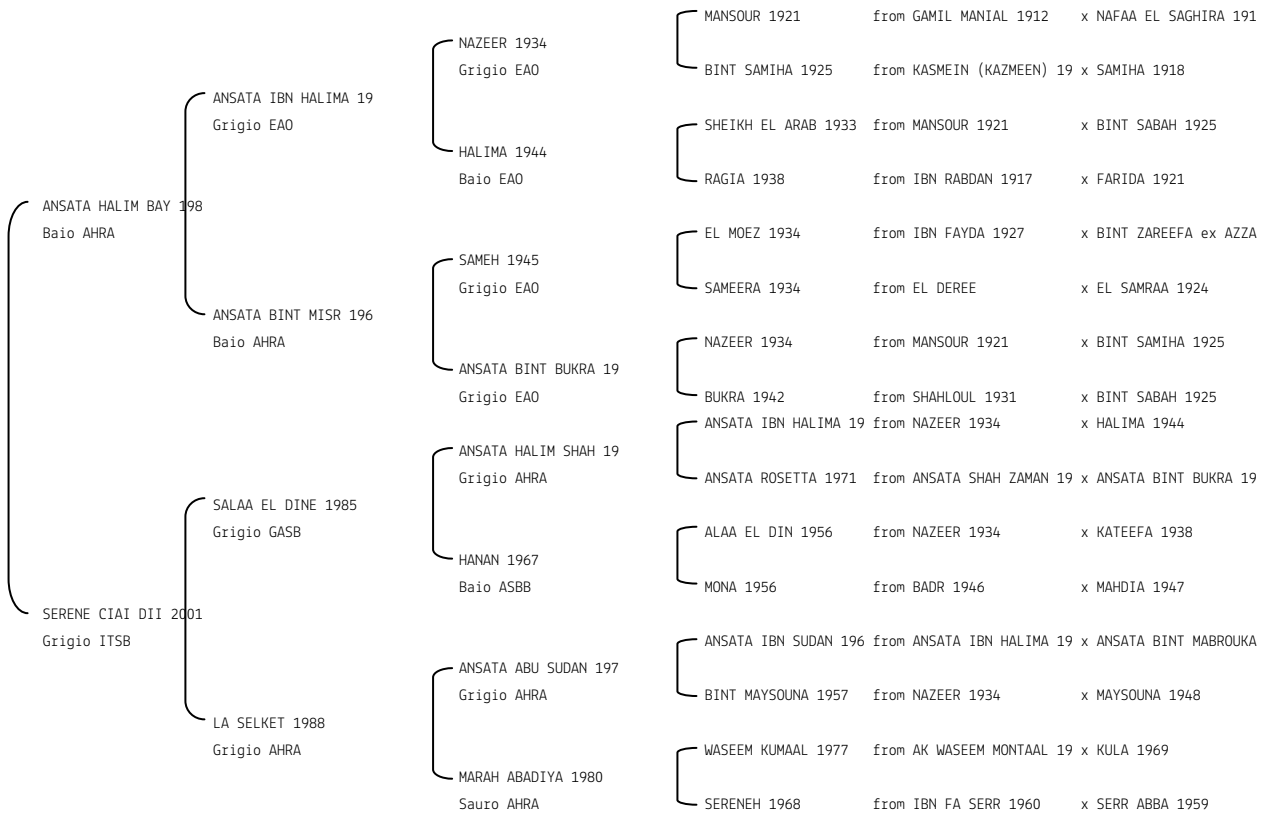 MANSOUR 1921 from GAMIL MANIAL 1912 x NAFAA EL SAGHIRA 191
NAZEER 1934
Grigio EAO
BINT SAMIHA 1925 from KASMEIN (KAZMEEN) 19 x SAMIHA 1918
ANSATA IBN HALIMA 19
Grigio EAO
SHEIKH EL ARAB 1933 from MANSOUR 1921 x BINT SABAH 1925
HALIMA 1944
Baio EAO
RAGIA 1938 from IBN RABDAN 1917 x FARIDA 1921
ANSATA HALIM BAY 198
Baio AHRA
EL MOEZ 1934 from IBN FAYDA 1927 x BINT ZAREEFA ex AZZA
SAMEH 1945
Grigio EAO
SAMEERA 1934 from EL DEREE x EL SAMRAA 1924
ANSATA BINT MISR 196
Baio AHRA
NAZEER 1934 from MANSOUR 1921 x BINT SAMIHA 1925
ANSATA BINT BUKRA 19
Grigio EAO
BUKRA 1942 from SHAHLOUL 1931 x BINT SABAH 1925
ANSATA IBN HALIMA 19 from NAZEER 1934 x HALIMA 1944
ANSATA HALIM SHAH 19
Grigio AHRA
ANSATA ROSETTA 1971 from ANSATA SHAH ZAMAN 19 x ANSATA BINT BUKRA 19
SALAA EL DINE 1985
Grigio GASB
ALAA EL DIN 1956 from NAZEER 1934 x KATEEFA 1938
HANAN 1967
Baio ASBB
MONA 1956 from BADR 1946 x MAHDIA 1947
SERENE CIAI DII 2001
Grigio ITSB
ANSATA IBN SUDAN 196 from ANSATA IBN HALIMA 19 x ANSATA BINT MABROUKA
ANSATA ABU SUDAN 197
Grigio AHRA
BINT MAYSOUNA 1957 from NAZEER 1934 x MAYSOUNA 1948
LA SELKET 1988
Grigio AHRA
WASEEM KUMAAL 1977 from AK WASEEM MONTAAL 19 x KULA 1969
MARAH ABADIYA 1980
Sauro AHRA
SERENEH 1968 from IBN FA SERR 1960 x SERR ABBA 1959